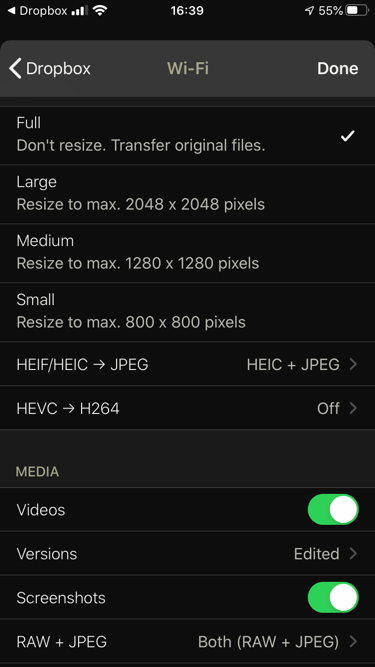 Dropbox 16:39 55%
Dropbox Wi-Fi Done
Full
Don't resize. Transfer original files.
Large
Resize to max. 2048 x 2048 pixels
Medium
Resize to max. 1280 x 1280 pixels
Small
Resize to max. 800 x 800 pixels
HEIF/HEIC → JPEG HEIC + JPEG
HEVC → H264 Off
MEDIA
Videos
Versions Edited
Screenshots
RAW + JPEG Both (RAW + JPEG)